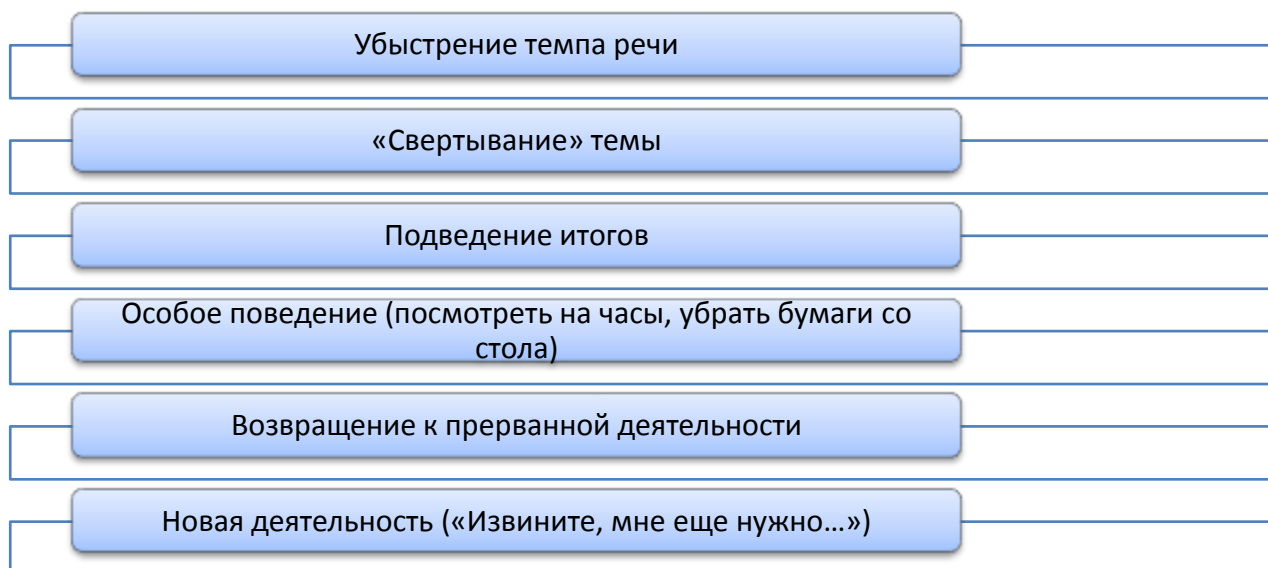 Убыстрение темпа речи
«Свертывание» темы
Подведение итогов
Особое поведение (посмотреть на часы, убрать бумаги со
стола)
Возвращение к прерванной деятельности
Новая деятельность («Извините, мне еще нужно…»)